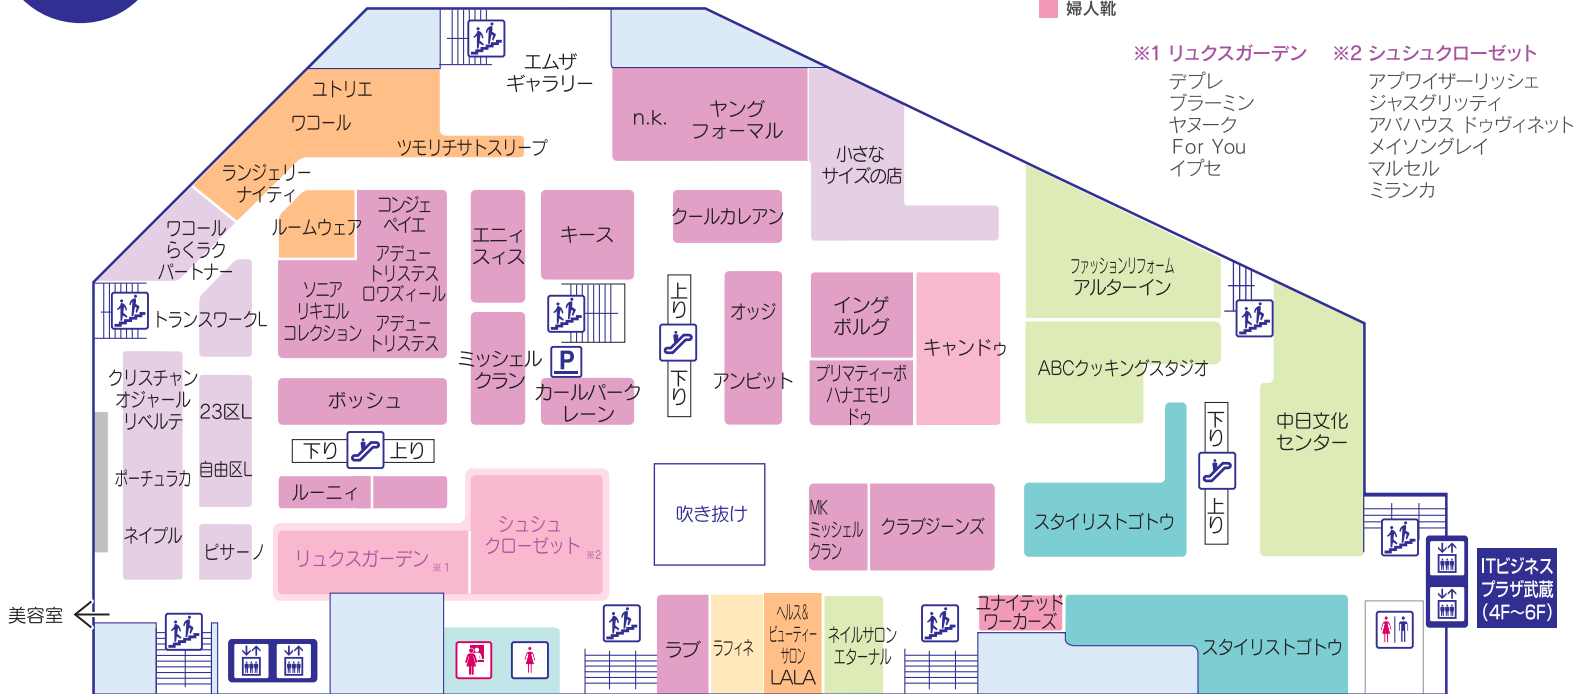 婦人靴
※1 リュクスガーデン
デプレ
ブラーミン
ヤヌーク
For You
イプセ
※2 シュシュクローゼット
アプワイザーリッシェ
ジャスグリッティ
アバハウス ドゥヴィネット
メイソングレイ
マルセル
ミランカ
エムザ
ギャラリー
ユトリエ
ワコール
ツモリチサトスリープ
ランジェリー
ナイティ
n.k.
ヤング
フォーマル
小さな
サイズの店
ワコール
らくラク
パートナー
ルームウェア
コンジェ
ペイエ
アデュー
トリステス
ロワズィール
アデュー
トリステス
ソニア
リキエル
コレクション
エニィ
スィス
キース
クールカレアン
ファッションリフォーム
アルターイン
トランスワークL
上り
下り
オッジ
アンビット
イング
ボルグ
キャンドゥ
プリマティーボ
ハナエモリ
ドゥ
ABCクッキングスタジオ
ミッシェル
クラン
P
カールパーク
レーン
クリスチャン
オジャール
リベルテ
23区L
ボッシュ
中日文化
センター
下り
上り
下り
上り
ポーチュラカ
自由区L
ルーニィ
ネイプル
ピサーノ
リュクスガーデン ※1
シュシュ
クローゼット ※2
吹き抜け
MK
ミッシェル
クラン
クラブジーンズ
スタイリストゴトウ
ITビジネス
プラザ武蔵
(4F〜6F)
美容室
ラブ
ラフィネ
ヘルス&
ビューティー
サロン
LALA
ネイルサロン
エターナル
ユナイテッド
ワーカーズ
スタイリストゴトウ